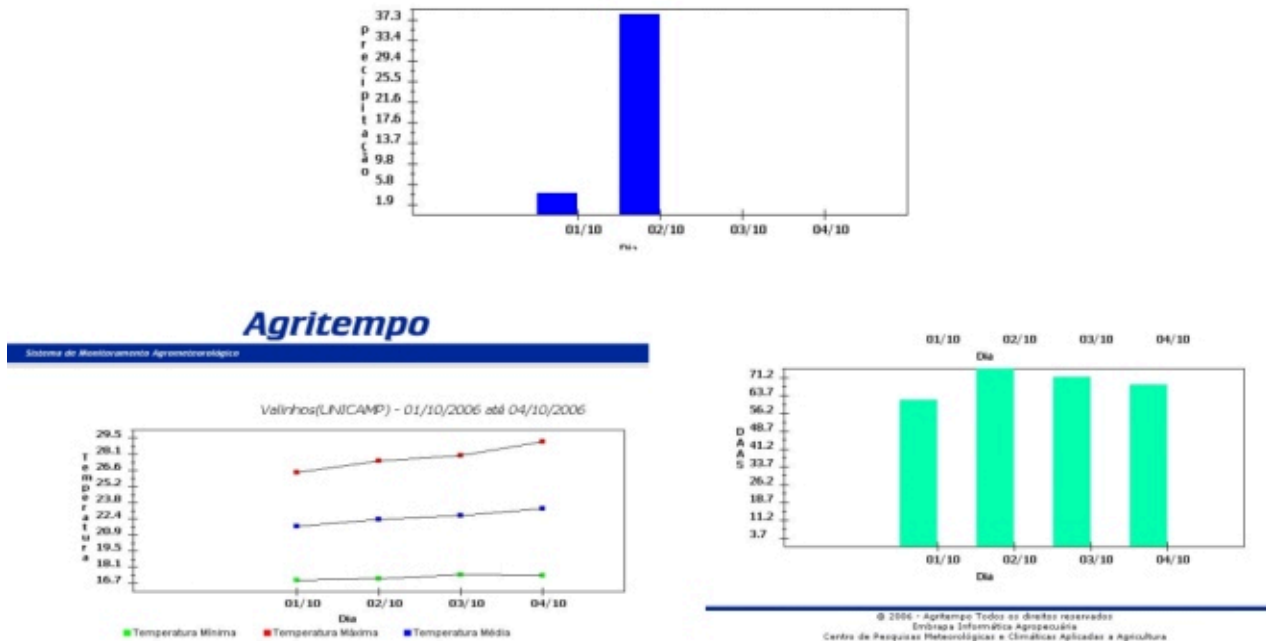 37.3
33.4
29.4
25.5
21.6
17.6
13.7
9.8
5.8
1.9
Precipitação
01/10 02/10 03/10 04/10
Dia
Agritempo
Sistema de Monitoramento Agrometeorológico
Valinhos(UNICAMP) - 01/10/2006 até 04/10/2006
29.5
28.1
26.6
25.2
23.8
22.4
20.9
19.5
18.1
16.7
Temperatura
01/10 02/10 03/10 04/10
Dia
Temperatura Mínima Temperatura Máxima Temperatura Média
01/10 02/10 03/10 04/10
Dia
71.2
63.7
56.2
48.7
41.2
33.7
26.2
18.7
11.2
3.7
DAAS
01/10 02/10 03/10 04/10
Dia
@ 2006 - Agritempo Todos os direitos reservados
Embrapa Informática Agropecuária
Centro de Pesquisas Meteorológicas e Climáticas Aplicadas a Agricultura